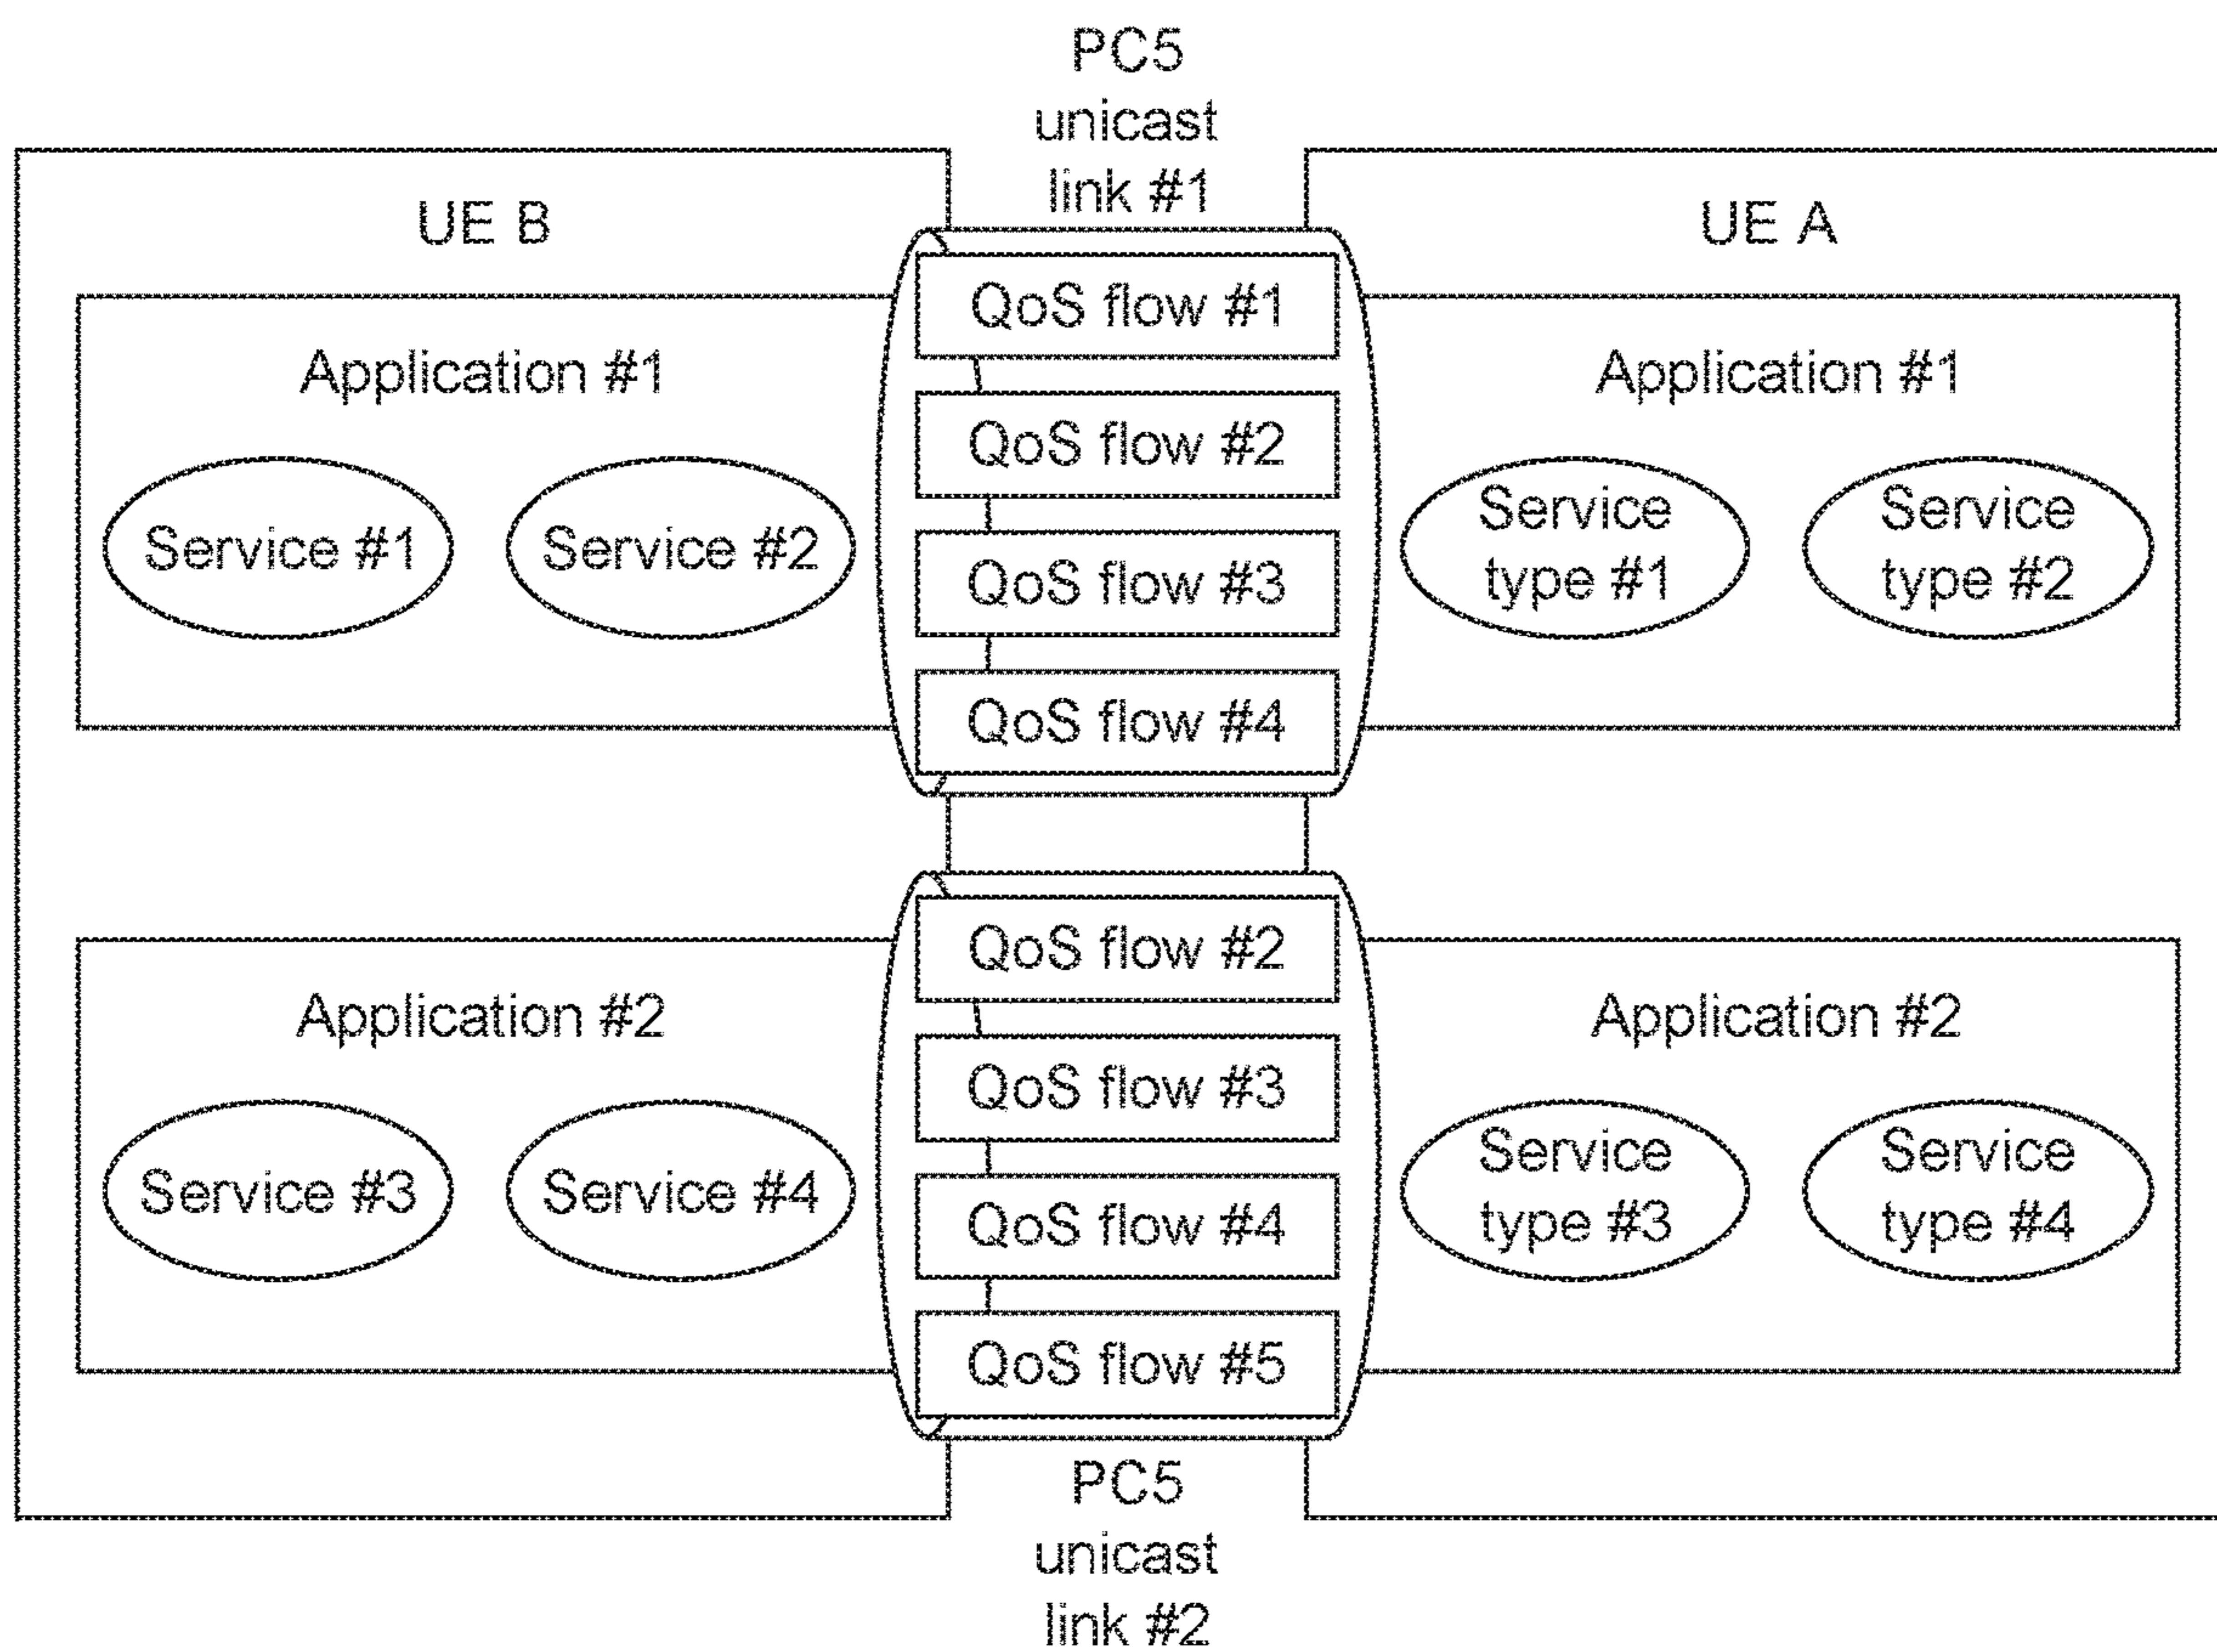 PC5
unicast
link #1
UE B
UE A
Application #1
Service #1
Service #2
QoS flow #1
QoS flow #2
QoS flow #3
QoS flow #4
Application #1
Service
type #1
Service
type #2
Application #2
Service #3
Service #4
QoS flow #2
QoS flow #3
QoS flow #4
QoS flow #5
Application #2
Service
type #3
Service
type #4
PC5
unicast
link #2